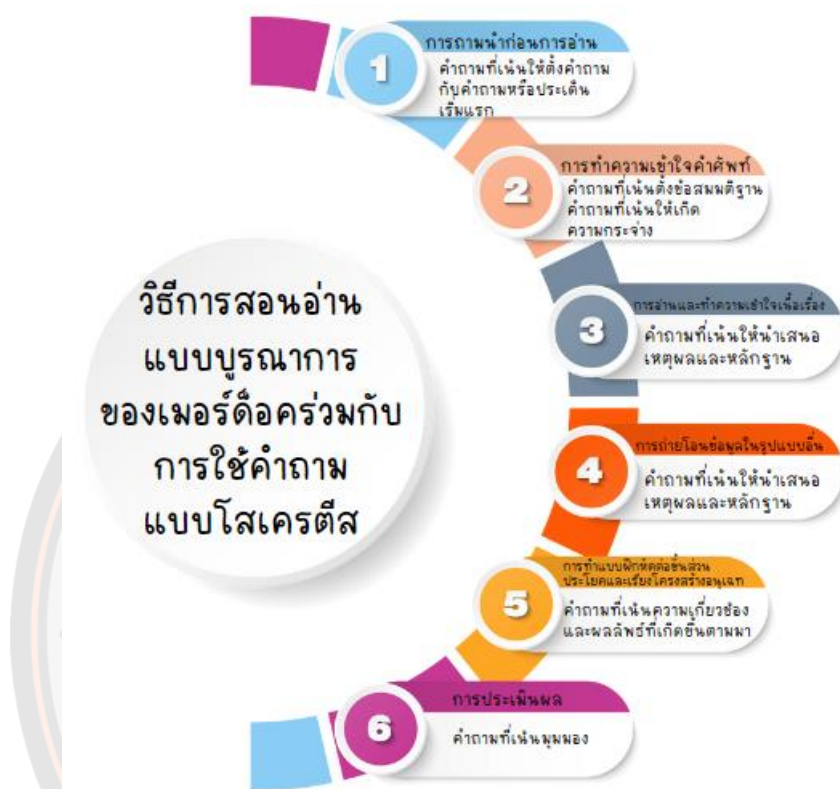 วิธีการสอนอ่าน
แบบบูรณาการ
ของเมอร์ด็อคร่วมกับ
การใช้คำถาม
แบบโสเครตีส
1
การถามนำก่อนการอ่าน
คำถามที่เน้นให้ตั้งคำถาม
กับคำถามหรือประเด็น
เริ่มแรก
2
การทำความเข้าใจคำศัพท์
คำถามที่เน้นตั้งข้อสมมติฐาน
คำถามที่เน้นให้เกิด
ความกระจ่าง
3
การอ่านและทำความเข้าใจเนื้อเรื่อง
คำถามที่เน้นให้นำเสนอ
เหตุผลและหลักฐาน
4
การถ่ายโอนข้อมูลในรูปแบบอื่น
คำถามที่เน้นให้นำเสนอ
เหตุผลและหลักฐาน
5
การทำแบบฝึกหัดต่อชิ้นส่วน
ประโยคและเรียงโครงสร้างอนุเฉท
คำถามที่เน้นความเกี่ยวข้อง
และผลลัพธ์ที่เกิดขึ้นตามมา
6
การประเมินผล
คำถามที่เน้นมุมมอง